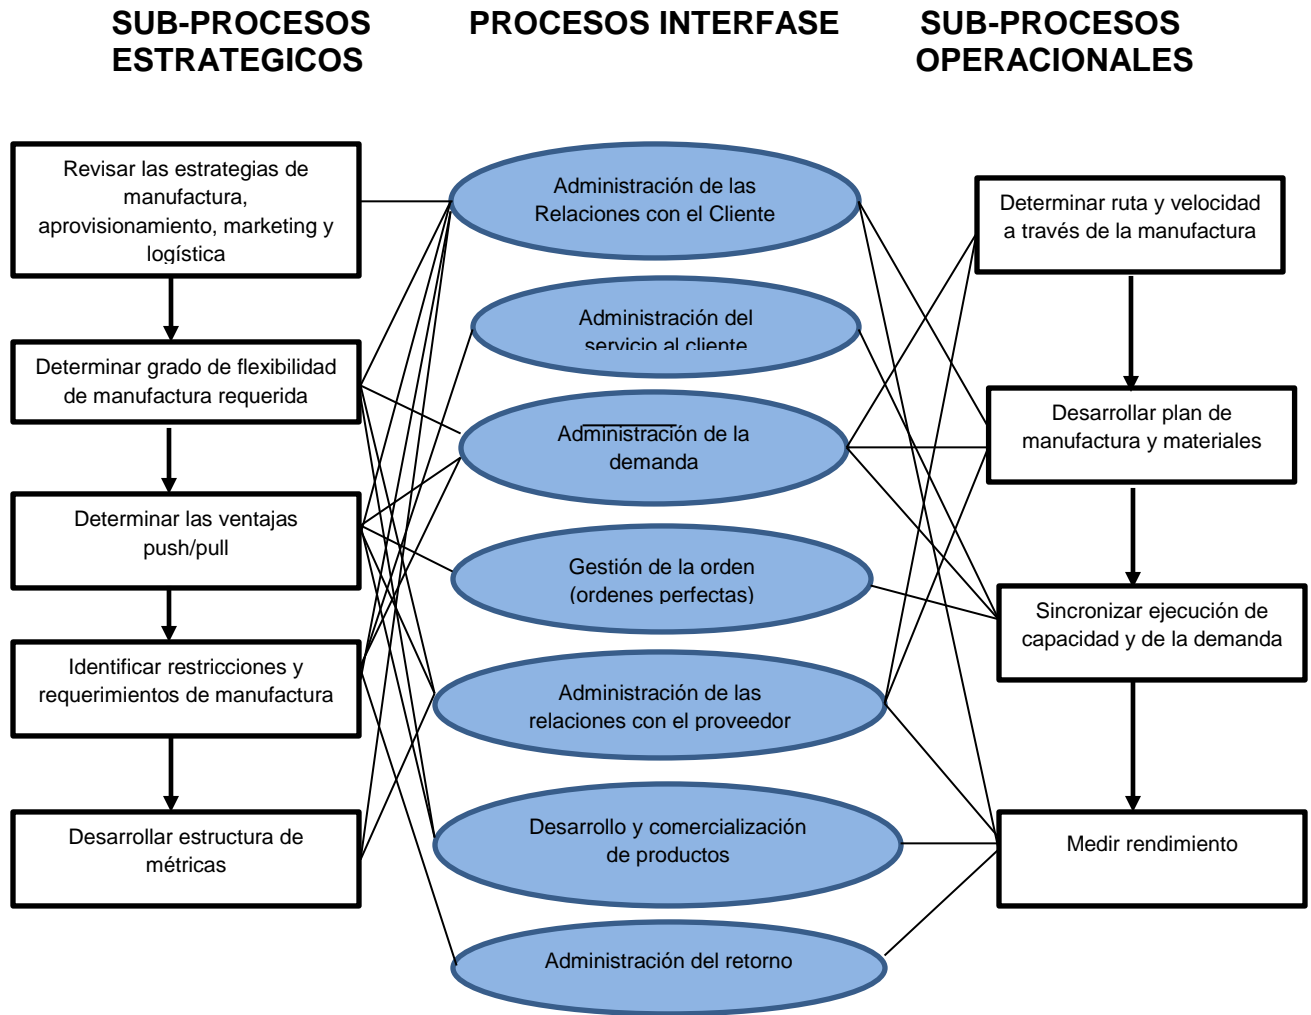 SUB-PROCESOS
ESTRATEGICOS
PROCESOS INTERFASE
SUB-PROCESOS
OPERACIONALES
Revisar las estrategias de
manufactura,
aprovisionamiento, marketing y
logística
Determinar grado de flexibilidad
de manufactura requerida
Determinar las ventajas
push/pull
Identificar restricciones y
requerimientos de manufactura
Desarrollar estructura de
métricas
Administración de las
Relaciones con el Cliente
Administración del
servicio al cliente
Administración de la
demanda
Gestión de la orden
(ordenes perfectas)
Administración de las
relaciones con el proveedor
Desarrollo y comercialización
de productos
Administración del retorno
Determinar ruta y velocidad
a través de la manufactura
Desarrollar plan de
manufactura y materiales
Sincronizar ejecución de
capacidad y de la demanda
Medir rendimiento